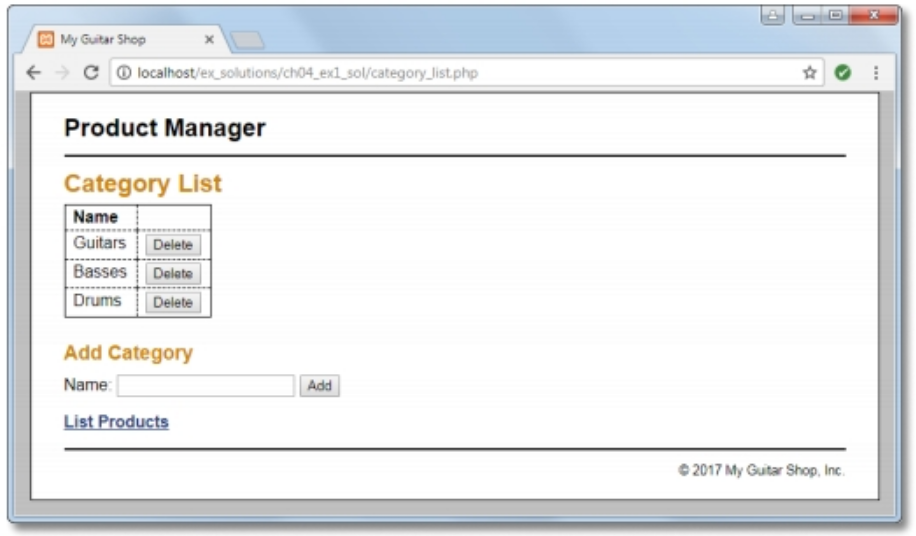 My Guitar Shop
localhost/ex_solutions/ch04_ex1_sol/category_list.php
Product Manager
Category List
Name
Guitars Delete
Basses Delete
Drums Delete
Add Category
Name: Add
List Products
© 2017 My Guitar Shop, Inc.